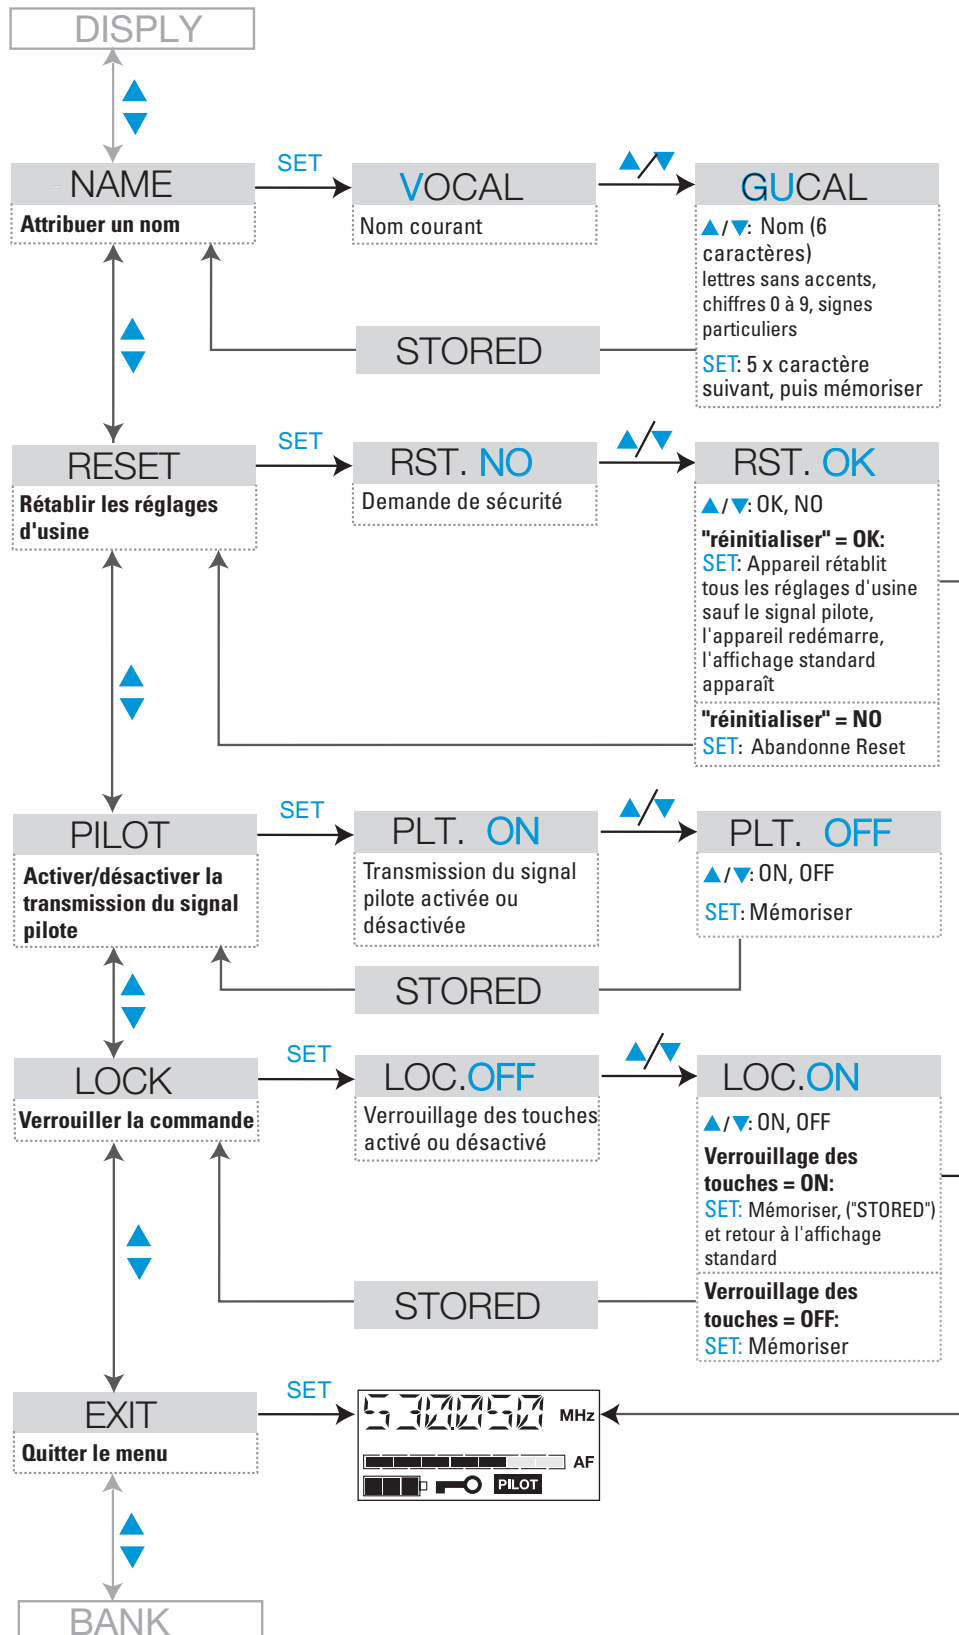 DISPLY
NAME
Attribuer un nom
SET
VOCAL
Nom courant
GUCAL
▲/▼: Nom (6
caractères)
lettres sans accents,
chiffres 0 à 9, signes
particuliers
SET: 5 x caractère
suivant, puis mémoriser
STORED
RESET
Rétablir les réglages
d'usine
SET
RST. NO
Demande de sécurité
RST. OK
▲/▼: OK, NO
"réinitialiser" = OK:
SET: Appareil rétablit
tous les réglages d'usine
sauf le signal pilote,
l'appareil redémarre,
l'affichage standard
apparaît
"réinitialiser" = NO
SET: Abandonne Reset
PILOT
Activer/désactiver la
transmission du signal
pilote
SET
PLT. ON
Transmission du signal
pilote activée ou
désactivée
PLT. OFF
▲/▼: ON, OFF
SET: Mémoriser
STORED
LOCK
Verrouiller la commande
SET
LOC.OFF
Verrouillage des touches
activé ou désactivé
LOC.ON
▲/▼: ON, OFF
Verrouillage des
touches = ON:
SET: Mémoriser, ("STORED")
et retour à l'affichage
standard
Verrouillage des
touches = OFF:
SET: Mémoriser
STORED
EXIT
Quitter le menu
SET
530.050 MHz
AF
PILOT
BANK